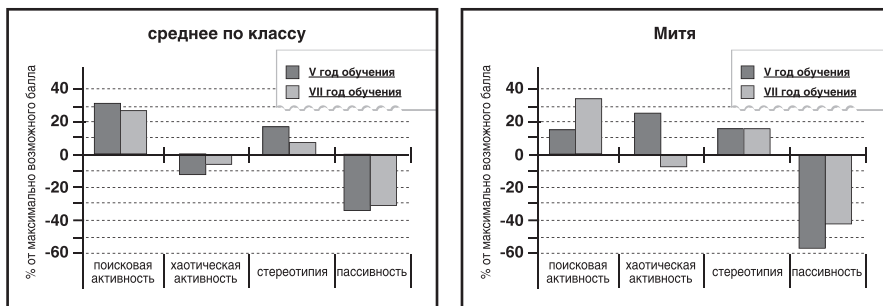 среднее по классу
V год обучения
VII год обучения
% от максимально возможного балла
40
20
0
-20
-40
-60
поисковая
активность
хаотическая
активность
стереотипия
пассивность
Митя
V год обучения
VII год обучения
% от максимально возможного балла
40
20
0
-20
-40
-60
поисковая
активность
хаотическая
активность
стереотипия
пассивность